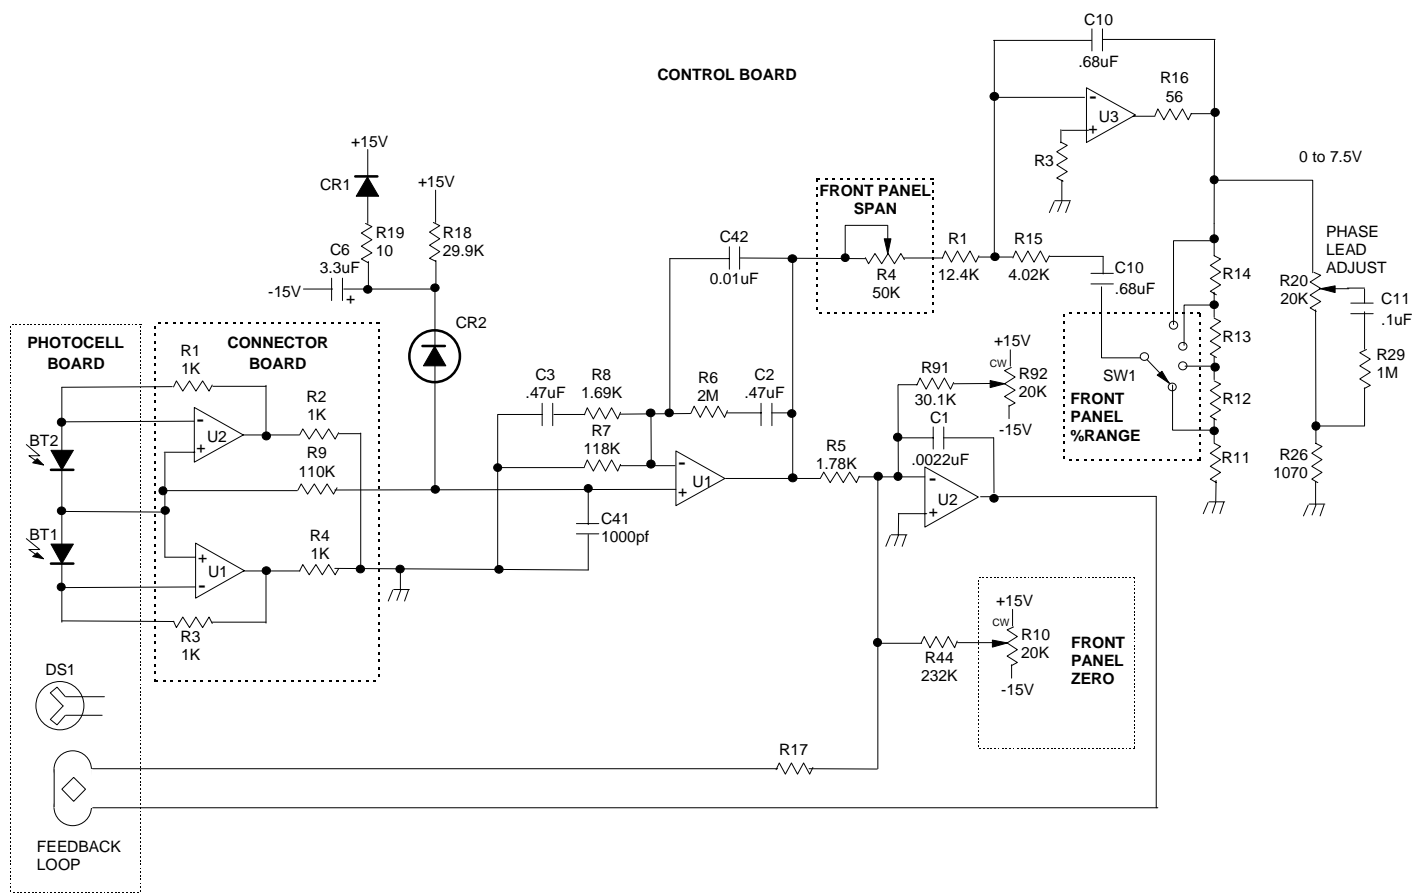 C10
.68uF
CONTROL BOARD
R16
56
-
U3
+
R3
+15V
CR1
+15V
0 to 7.5V
FRONT PANEL
SPAN
R19
10
R18
29.9K
C6
3.3uF
-15V
+
C42
0.01uF
R4
50K
R1
12.4K
R15
4.02K
C10
.68uF
PHASE
LEAD
ADJUST
R14
R20
20K
C11
.1uF
R13
R29
1M
R12
R11
R26
1070
SW1
FRONT
PANEL
%RANGE
CR2
PHOTOCELL
BOARD
CONNECTOR
BOARD
R1
1K
R2
1K
-
U2
+
BT2
R9
110K
BT1
R4
1K
+
U1
-
R3
1K
C3
.47uF
R8
1.69K
R6
2M
C2
.47uF
R7
118K
-
U1
+
C41
1000pf
R5
1.78K
+15V
CW
R91
30.1K
R92
20K
-15V
C1
.0022uF
-
U2
+
+15V
CW
R10
20K
-15V
R44
232K
FRONT
PANEL
ZERO
DS1
R17
FEEDBACK
LOOP